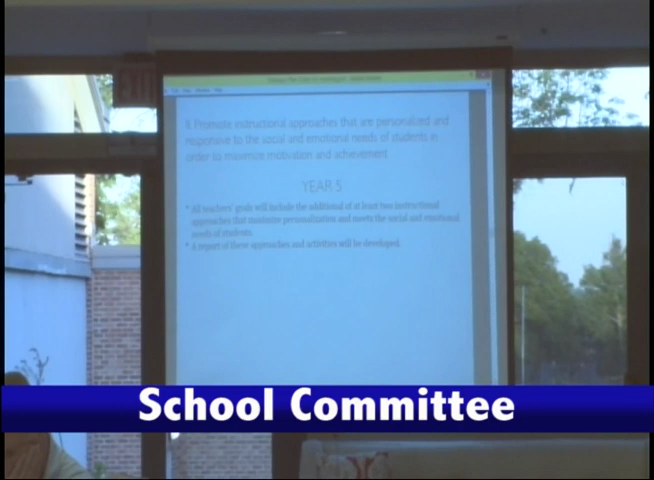 8. Promote instructional approaches that are personalized and
responsive to the social and emotional needs of students in
order to maximize motivation and achievement
YEAR 5
* All teachers' goals will include the additional of at least two instructional
approaches that maximize personalization and meets the social and emotional
needs of students.
* A report of these approaches and activities will be developed.
School Committee